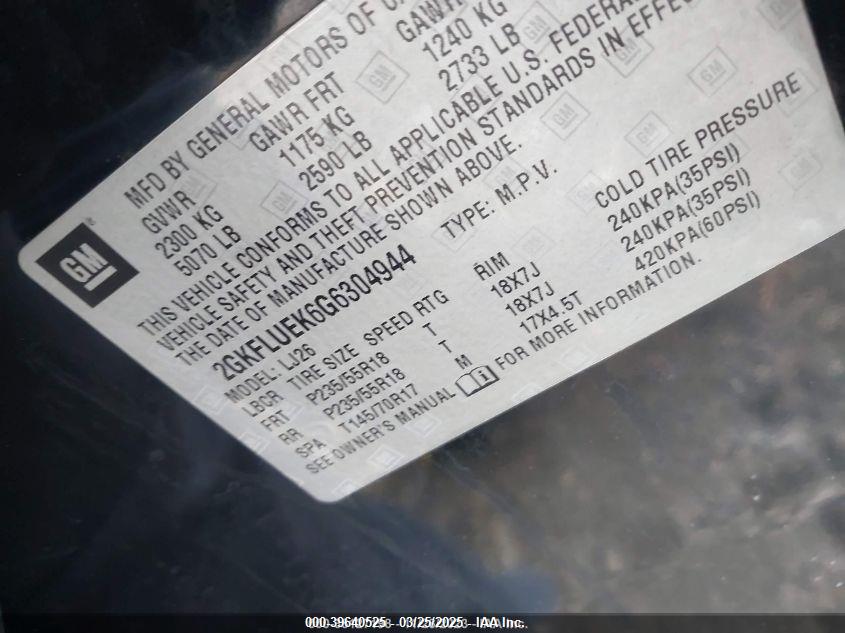 MFD BY GENERAL MOTORS OF
GVWR GAWR FRT GAWR
2300 KG 1175 KG 1240 KG
5070 LB 2590 LB 2733 LB
THIS VEHICLE CONFORMS TO ALL APPLICABLE U.S. FEDERAL
VEHICLE SAFETY AND THEFT PREVENTION STANDARDS IN EFFECT
THE DATE OF MANUFACTURE SHOWN ABOVE.
GM
2GKFLUEK6G6304944 TYPE: M.P.V.
MODEL: LJ26
LBCR TIRE SIZE SPEED RTG RIM COLD TIRE PRESSURE
FRT P235/55R18 T 18X7J 240KPA(35PSI)
RR P235/55R18 T 18X7J 240KPA(35PSI)
SPA T145/70R17 M 17X4.5T 420KPA(60PSI)
SEE OWNER'S MANUAL FOR MORE INFORMATION.
000-39640525 - 03/25/2025 - IAA Inc.